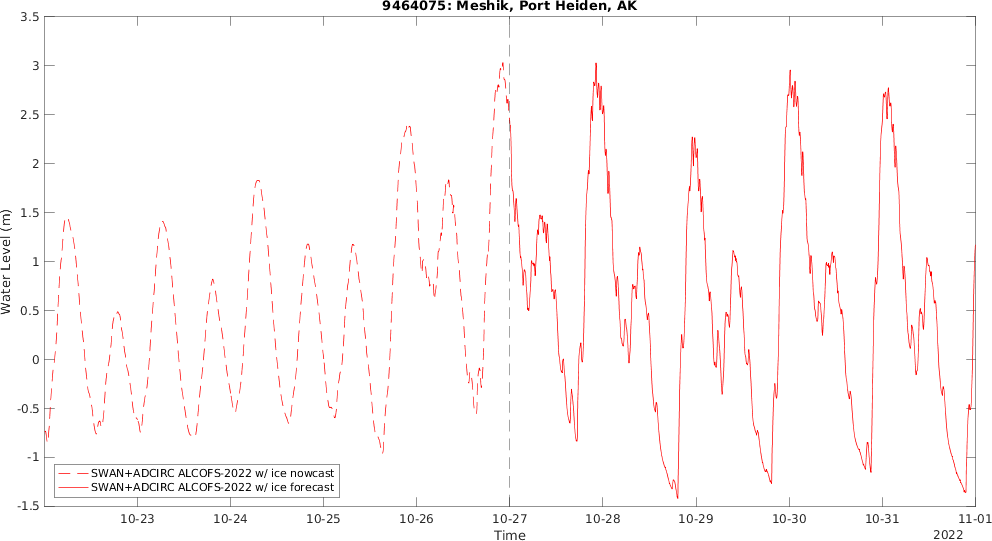 9464075: Meshik, Port Heiden, AK
3.5
3
2.5
2
1.5
1
0.5
0
-0.5
-1
-1.5
Water Level (m)
SWAN+ADCIRC ALCOFS-2022 w/ ice nowcast
SWAN+ADCIRC ALCOFS-2022 w/ ice forecast
10-23 10-24 10-25 10-26 10-27 10-28 10-29 10-30 10-31 11-01
Time
2022